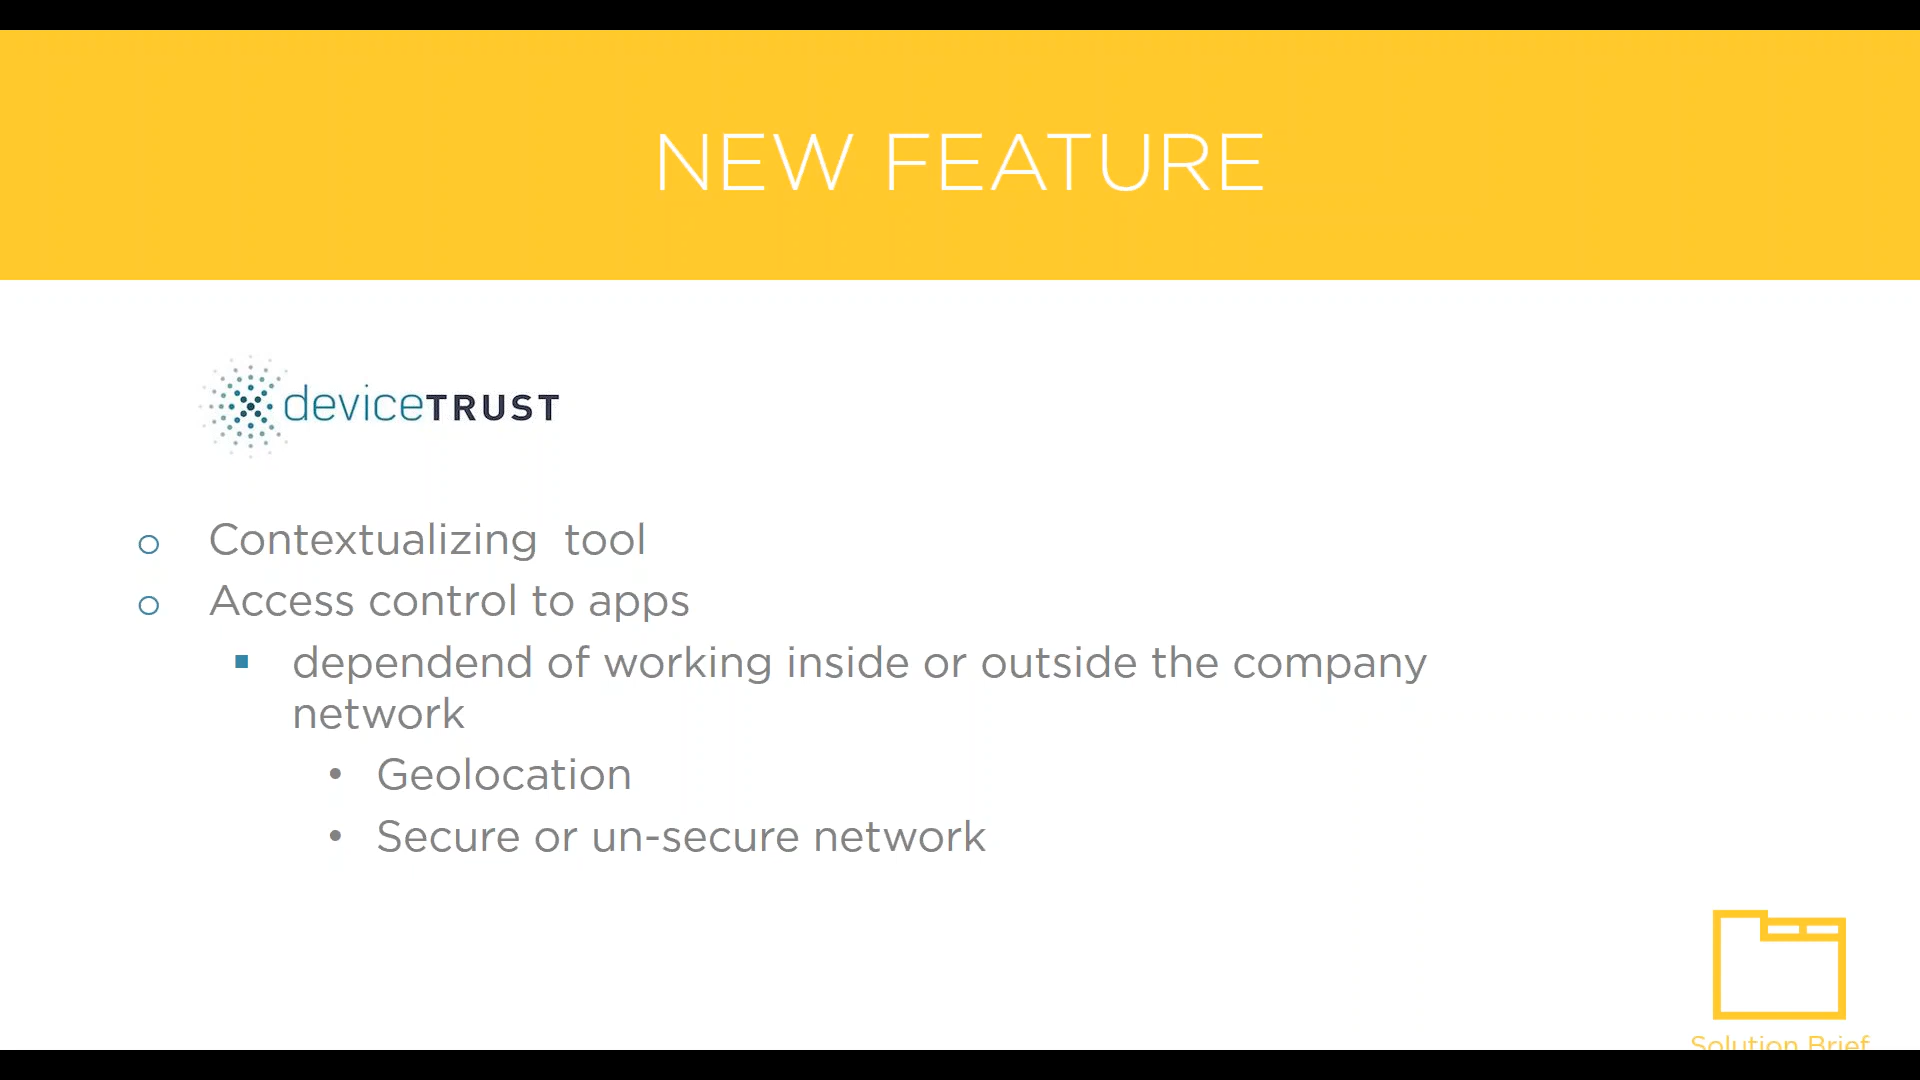 NEW FEATURE
deviceTRUST
Contextualizing tool
Access control to apps
dependend of working inside or outside the company
network
Geolocation
Secure or un-secure network
Solution Brief